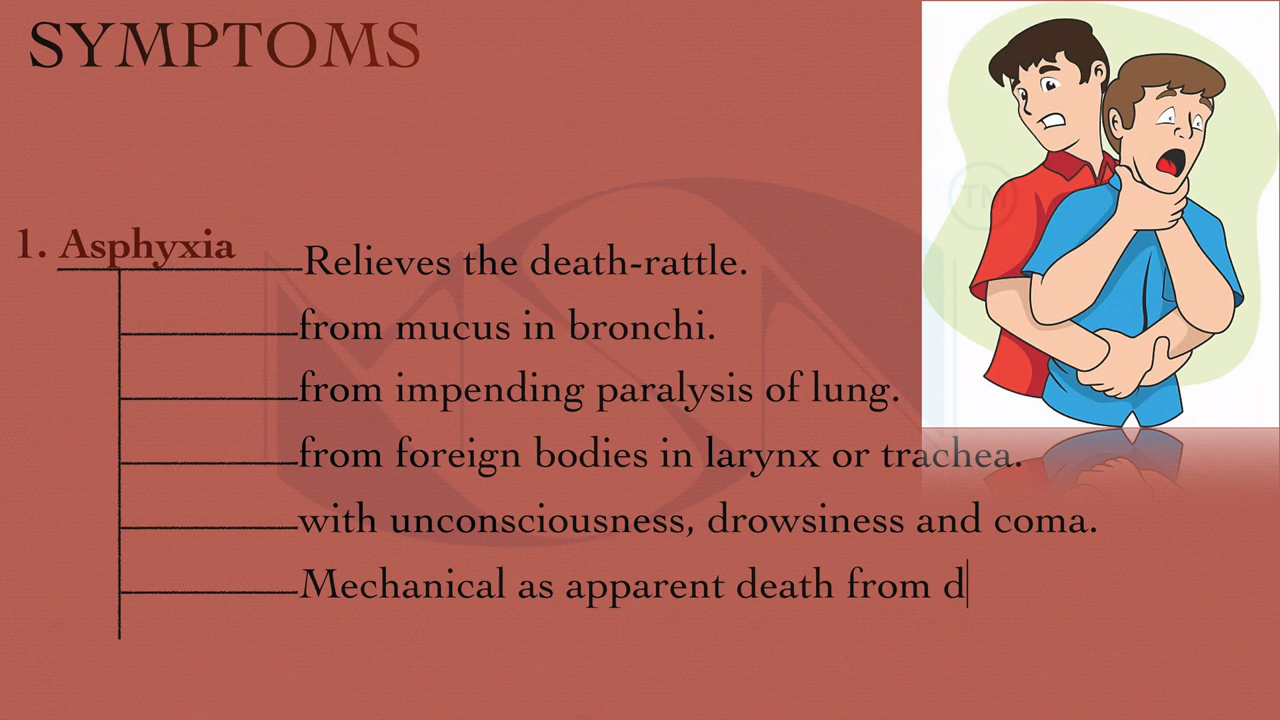 SYMPTOMS
TM
1. Asphyxia
Relieves the death-rattle.
from mucus in bronchi.
from impending paralysis of lung.
from foreign bodies in larynx or trachea.
with unconsciousness, drowsiness and coma.
Mechanical as apparent death from d